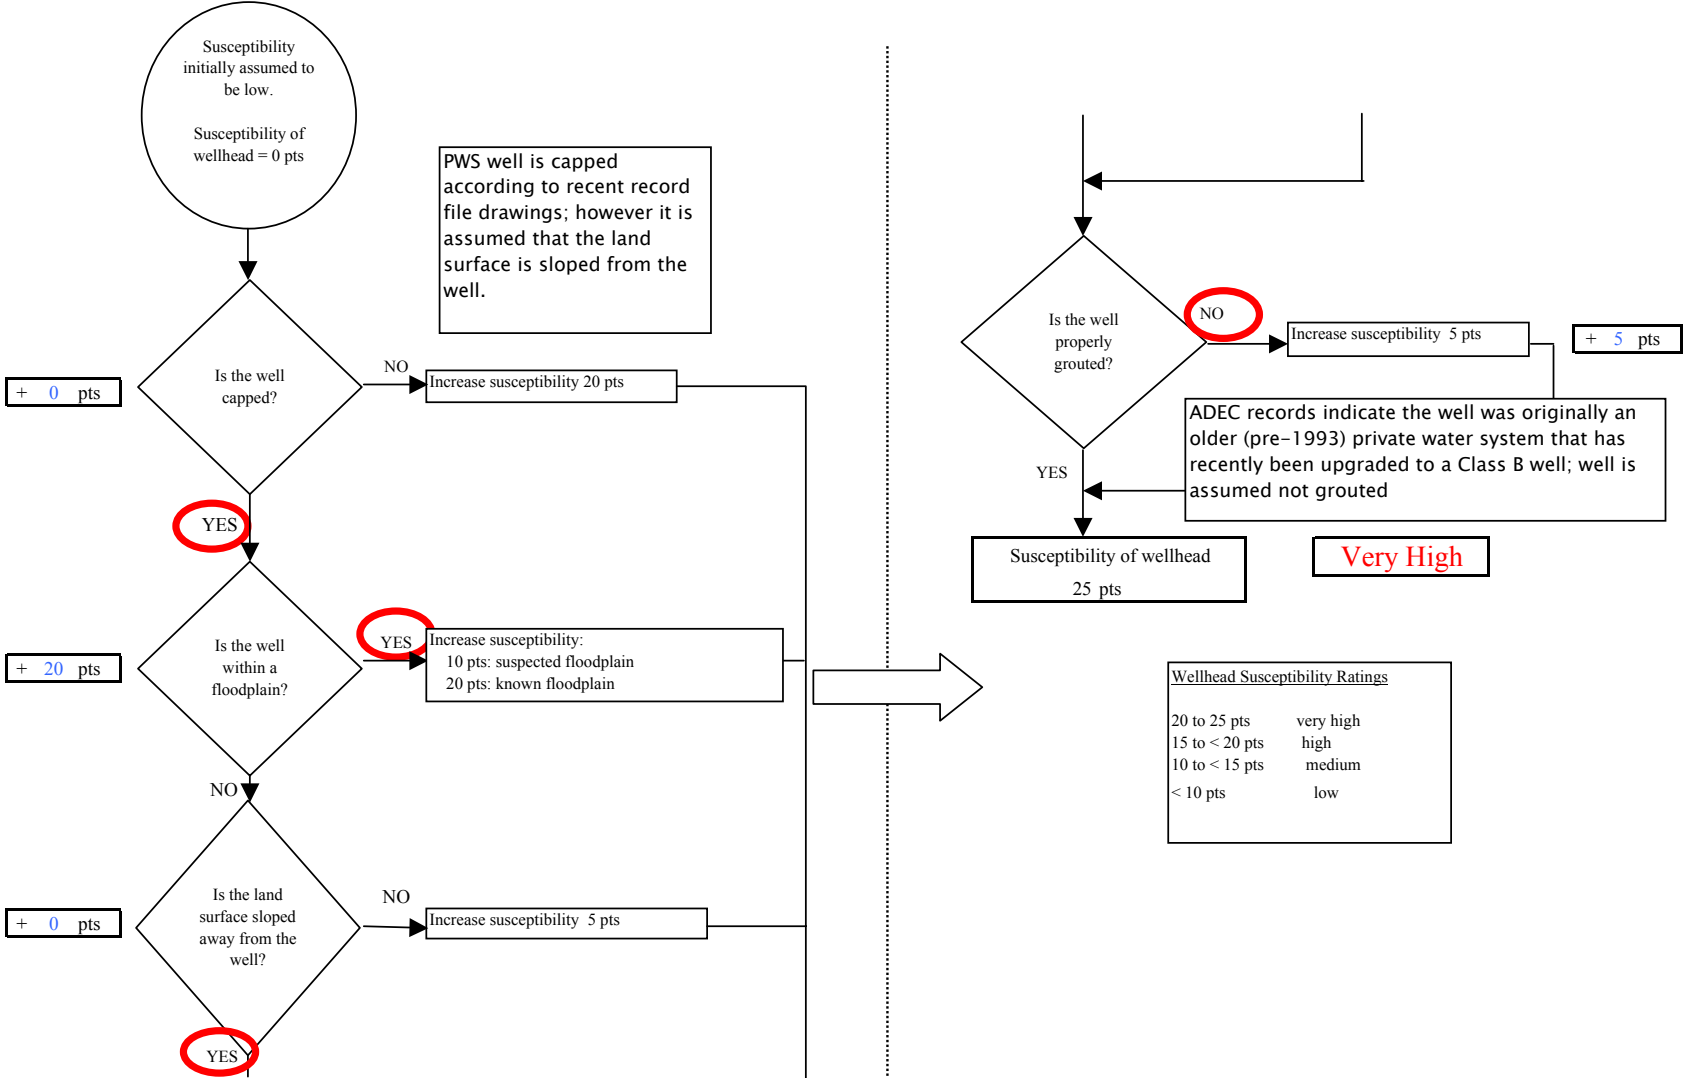 Susceptibility
initially assumed to
be low.
Susceptibility of
wellhead = 0 pts
PWS well is capped
according to recent record
file drawings; however it is
assumed that the land
surface is sloped from the
well.
Is the well
capped?
+ 0 pts
NO
Increase susceptibility 20 pts
YES
Is the well
within a
floodplain?
+ 20 pts
YES
Increase susceptibility:
10 pts: suspected floodplain
20 pts: known floodplain
NO
Is the land
surface sloped
away from the
well?
+ 0 pts
NO
Increase susceptibility 5 pts
YES
Is the well
properly
grouted?
NO
Increase susceptibility 5 pts
+ 5 pts
ADEC records indicate the well was originally an
older (pre-1993) private water system that has
recently been upgraded to a Class B well; well is
assumed not grouted
YES
Susceptibility of wellhead
25 pts
Very High
Wellhead Susceptibility Ratings
20 to 25 pts very high
15 to < 20 pts high
10 to < 15 pts medium
< 10 pts low